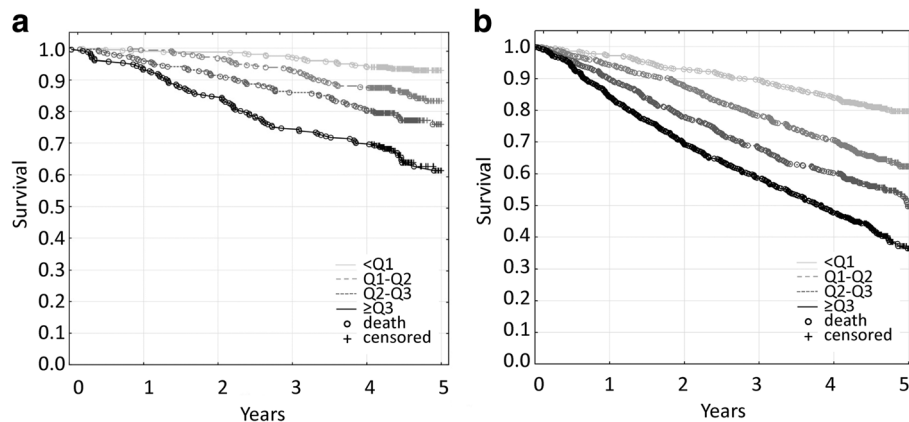 a
Survival
1.0
0.9
0.8
0.7
0.6
0.5
0.4
0.3
0.2
0.1
0.0
<Q1
Q1-Q2
Q2-Q3
≥Q3
death
censored
0 1 2 3 4 5
Years
b
Survival
1.0
0.9
0.8
0.7
0.6
0.5
0.4
0.3
0.2
0.1
0.0
<Q1
Q1-Q2
Q2-Q3
≥Q3
death
censored
0 1 2 3 4 5
Years